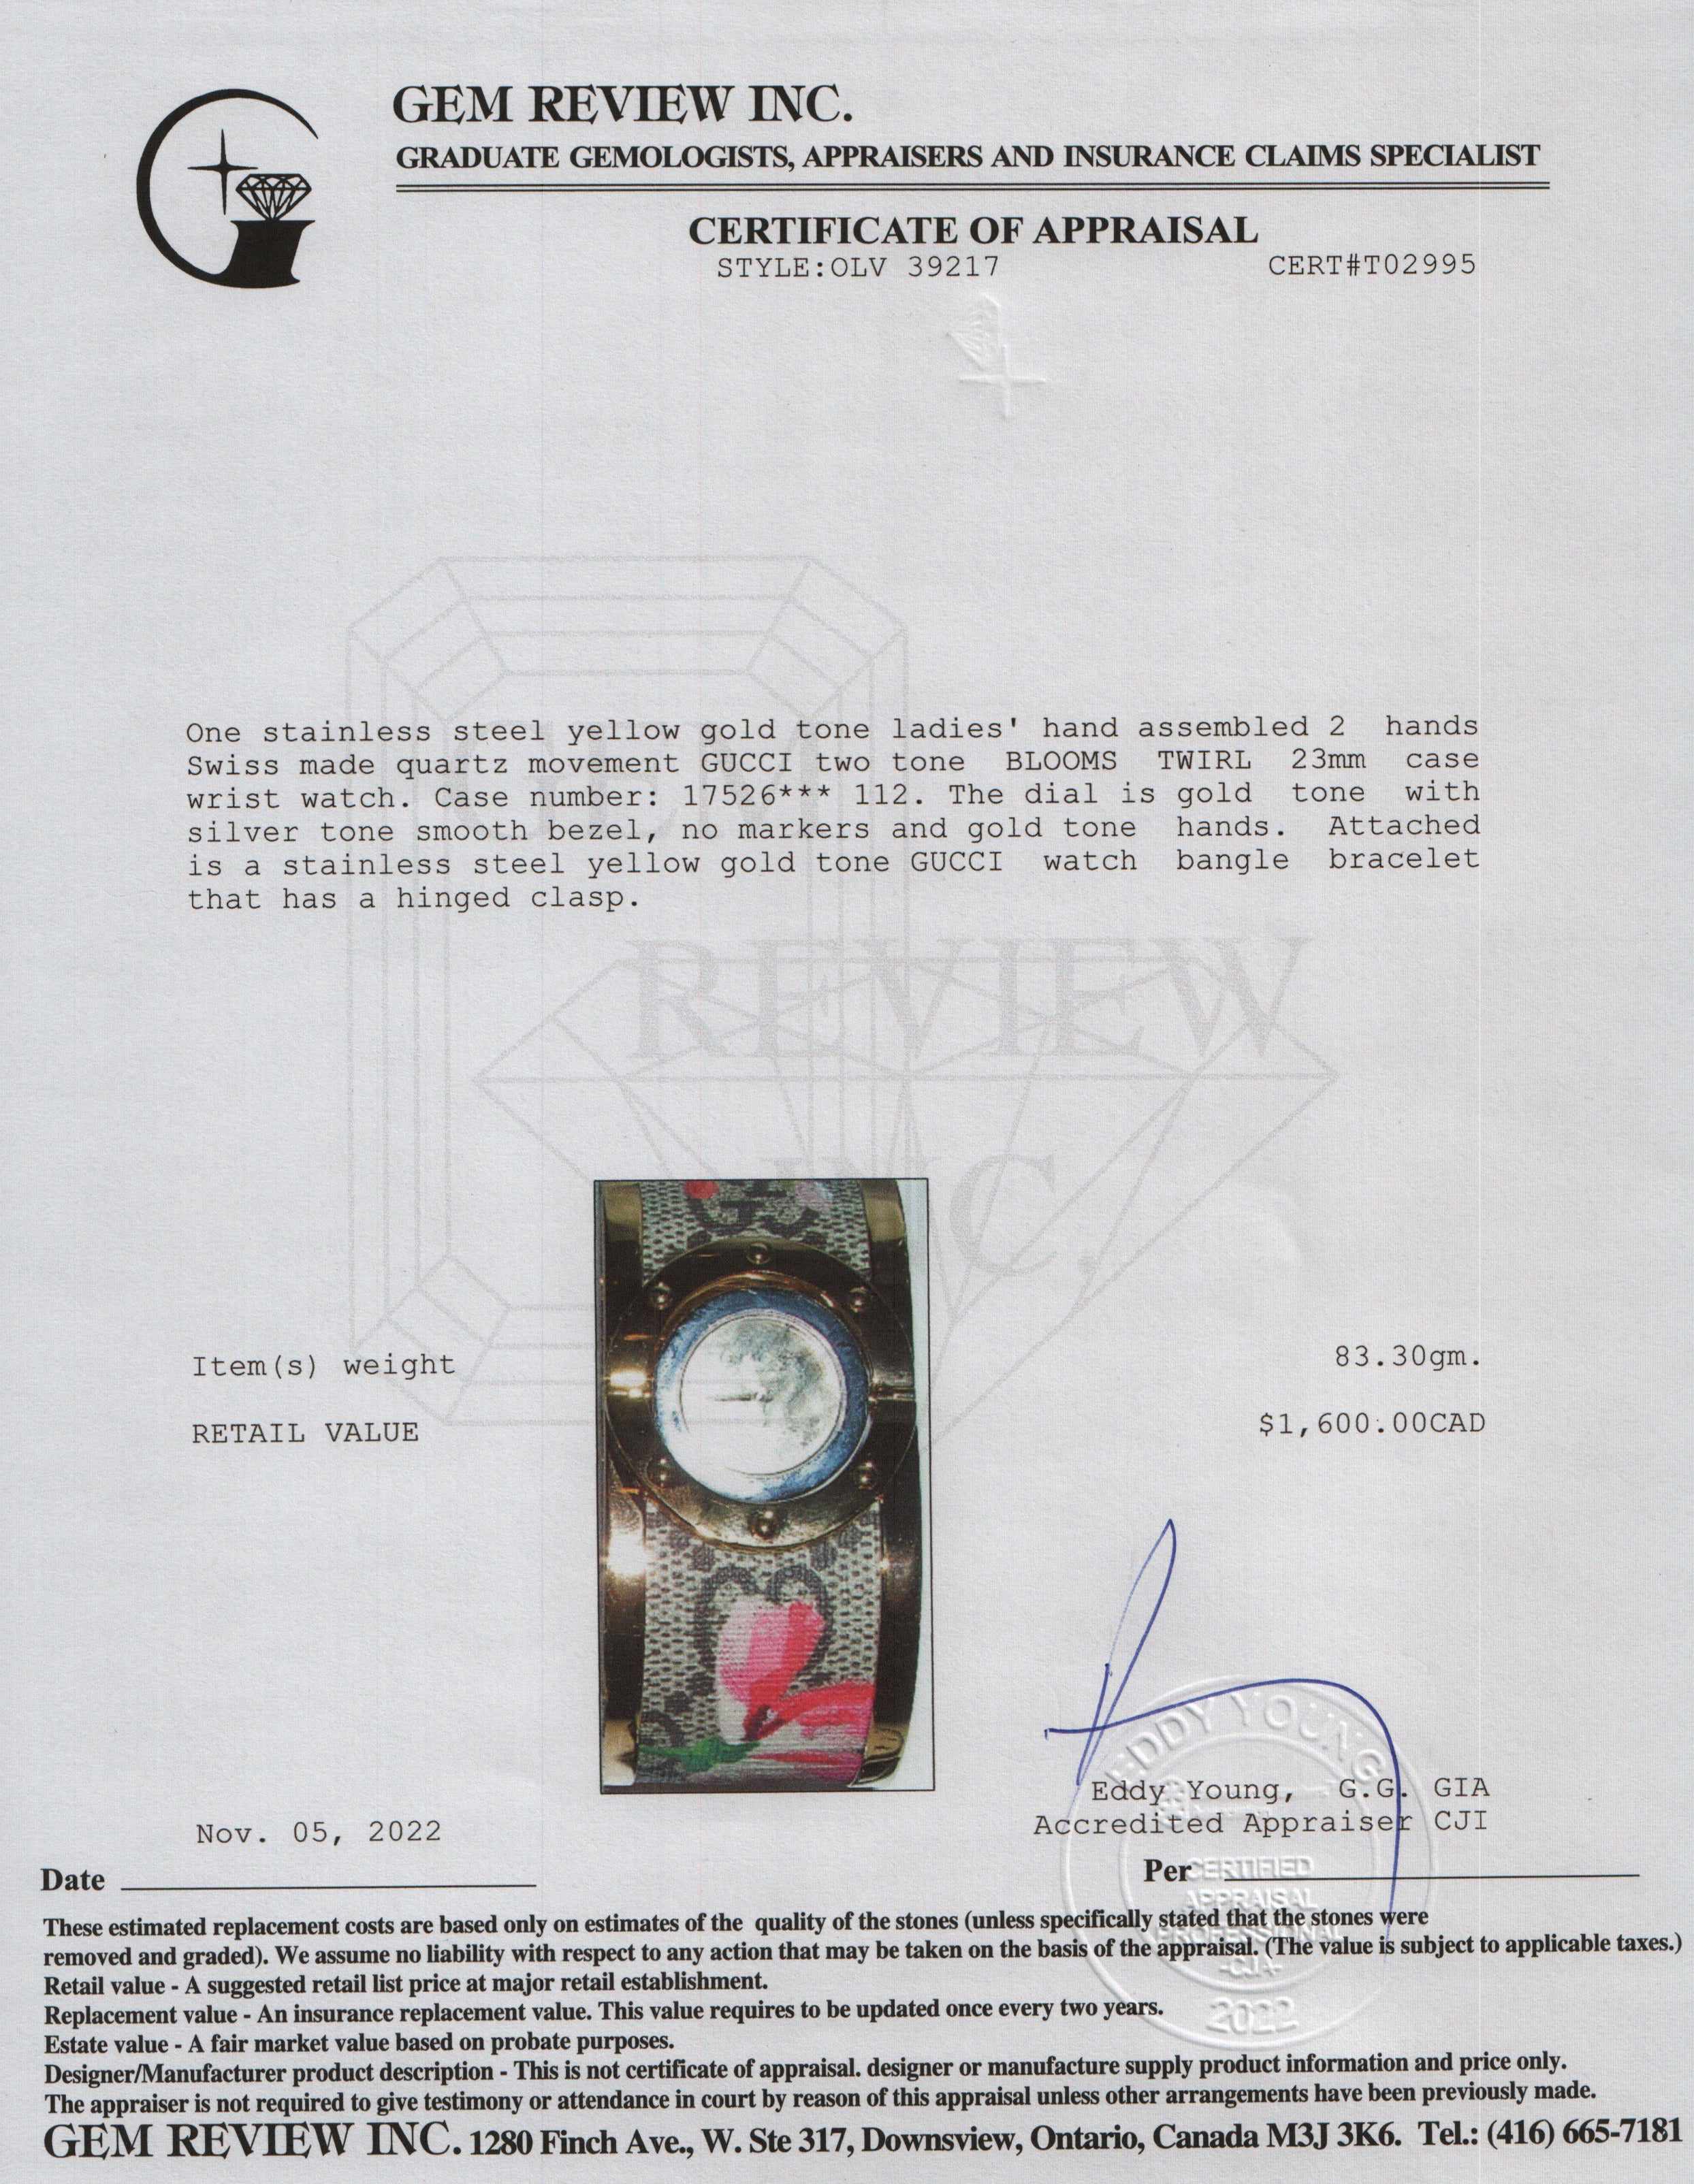 GEM REVIEW INC.
GRADUATE GEMOLOGISTS, APPRAISERS AND INSURANCE CLAIMS SPECIALIST
CERTIFICATE OF APPRAISAL
STYLE:OLV 39217 CERT#T02995
One stainless steel yellow gold tone ladies' hand assembled 2 hands
Swiss made quartz movement GUCCI two tone BLOOMS TWIRL 23mm case
wrist watch. Case number: 17526*** 112. The dial is gold tone with
silver tone smooth bezel, no markers and gold tone hands. Attached
is a stainless steel yellow gold tone GUCCI watch bangle bracelet
that has a hinged clasp.
REVIEW
INC.
Item(s) weight 83.30gm.
RETAIL VALUE $1,600.00CAD
EDDY YOUNG
Eddy Young, G.G. GIA
Accredited Appraiser CJI
Nov. 05, 2022
Date
Per
CERTIFIED
APPRAISAL
PROFESSIONAL
-CJA-
2022
These estimated replacement costs are based only on estimates of the quality of the stones (unless specifically stated that the stones were
removed and graded). We assume no liability with respect to any action that may be taken on the basis of the appraisal. (The value is subject to applicable taxes.)
Retail value - A suggested retail list price at major retail establishment.
Replacement value - An insurance replacement value. This value requires to be updated once every two years.
Estate value - A fair market value based on probate purposes.
Designer/Manufacturer product description - This is not certificate of appraisal. designer or manufacture supply product information and price only.
The appraiser is not required to give testimony or attendance in court by reason of this appraisal unless other arrangements have been previously made.
GEM REVIEW INC. 1280 Finch Ave., W. Ste 317, Downsview, Ontario, Canada M3J 3K6. Tel.: (416) 665-7181